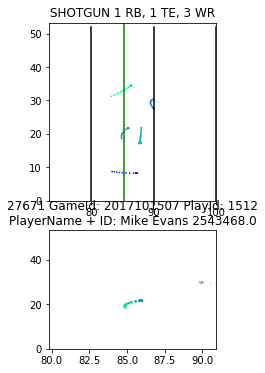 SHOTGUN 1 RB, 1 TE, 3 WR
50
40
30
20
10
0
80 90 100
27671 GameId: 2017101507 PlayId: 1512
PlayerName + ID: Mike Evans 2543468.0
40
20
0
80.0 82.5 85.0 87.5 90.0